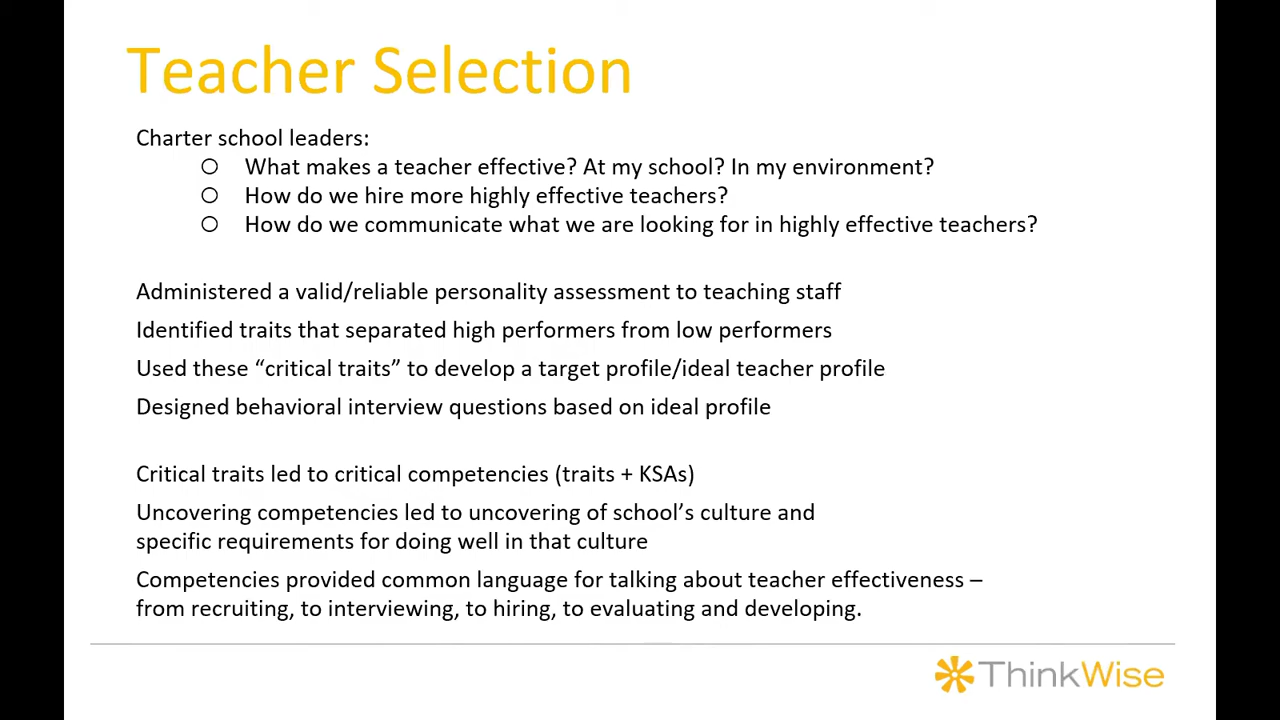 Teacher Selection
Charter school leaders:
○ What makes a teacher effective? At my school? In my environment?
○ How do we hire more highly effective teachers?
○ How do we communicate what we are looking for in highly effective teachers?
Administered a valid/reliable personality assessment to teaching staff
Identified traits that separated high performers from low performers
Used these “critical traits” to develop a target profile/ideal teacher profile
Designed behavioral interview questions based on ideal profile
Critical traits led to critical competencies (traits + KSAs)
Uncovering competencies led to uncovering of school’s culture and
specific requirements for doing well in that culture
Competencies provided common language for talking about teacher effectiveness –
from recruiting, to interviewing, to hiring, to evaluating and developing.
ThinkWise